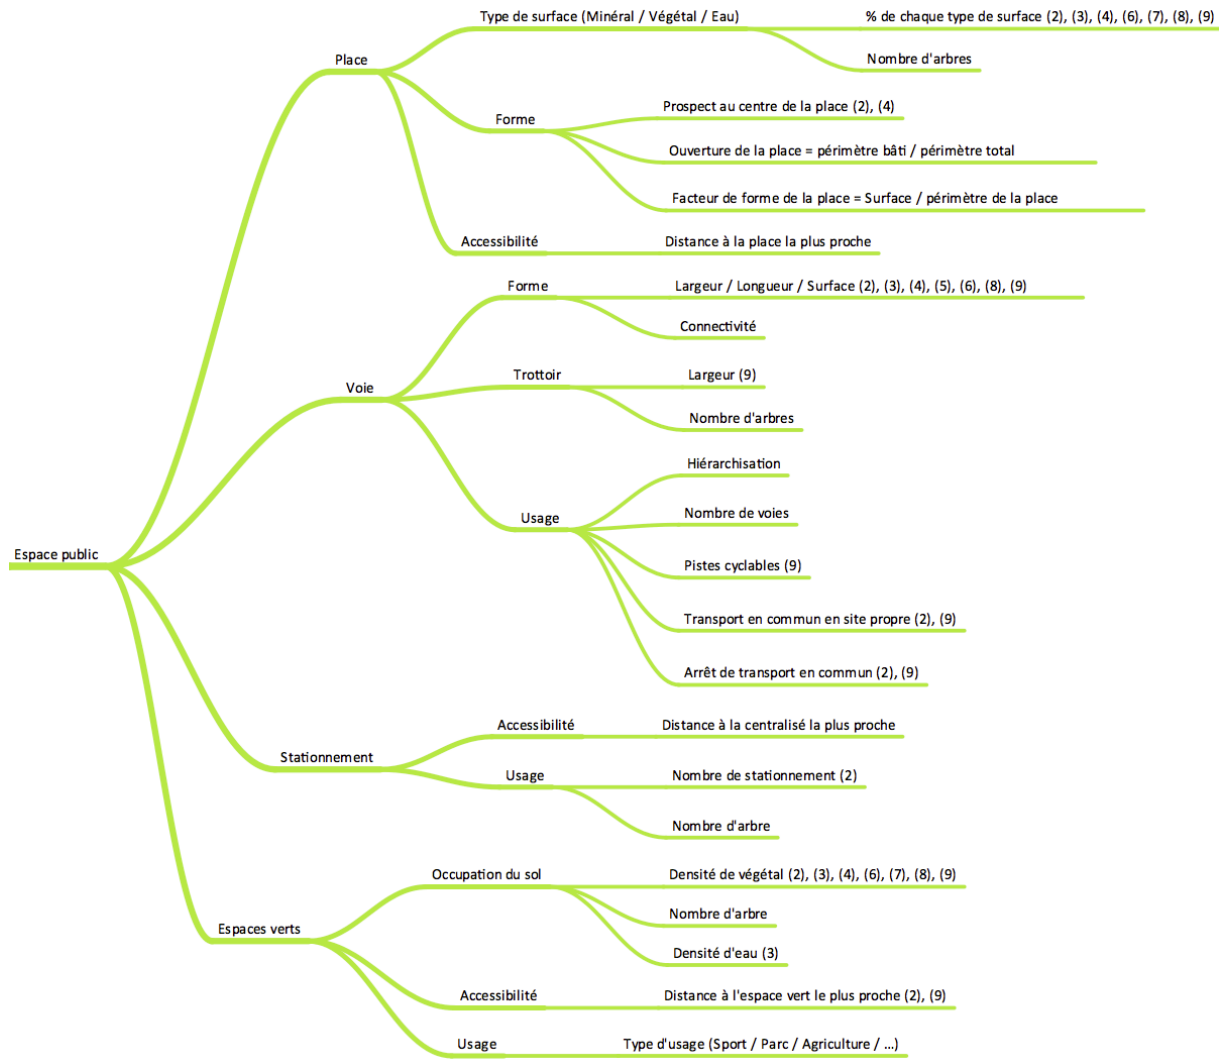 Espace public
Place
Type de surface (Minéral / Végétal / Eau)
% de chaque type de surface (2), (3), (4), (6), (7), (8), (9)
Nombre d'arbres
Forme
Prospect au centre de la place (2), (4)
Ouverture de la place = périmètre bâti / périmètre total
Facteur de forme de la place = Surface / périmètre de la place
Accessibilité
Distance à la place la plus proche
Voie
Forme
Largeur / Longueur / Surface (2), (3), (4), (5), (6), (8), (9)
Connectivité
Trottoir
Largeur (9)
Nombre d'arbres
Usage
Hiérarchisation
Nombre de voies
Pistes cyclables (9)
Transport en commun en site propre (2), (9)
Arrêt de transport en commun (2), (9)
Stationnement
Accessibilité
Distance à la centralisé la plus proche
Usage
Nombre de stationnement (2)
Nombre d'arbre
Espaces verts
Occupation du sol
Densité de végétal (2), (3), (4), (6), (7), (8), (9)
Nombre d'arbre
Densité d'eau (3)
Accessibilité
Distance à l'espace vert le plus proche (2), (9)
Usage
Type d'usage (Sport / Parc / Agriculture / ...)